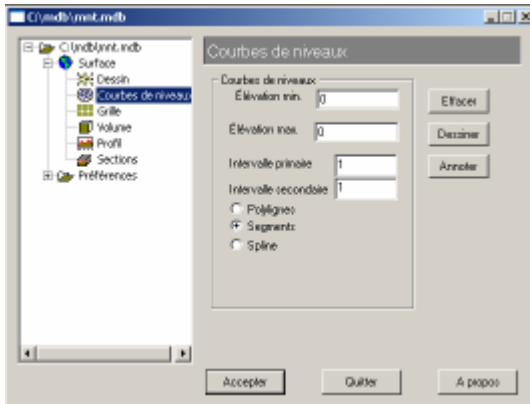 C:\mdb\mnt.mdb
C:\mdb\mnt.mdb
Surface
Dessin
Courbes de niveaux
Grille
Volume
Profil
Sections
Préférences
Courbes de niveaux
Courbes de niveaux
Élévation min. 0
Élévation max. 0
Intervalle primaire 1
Intervalle secondaire 1
Polylignes
Segments
Spline
Effacer
Dessiner
Annoter
Accepter
Quitter
A propos